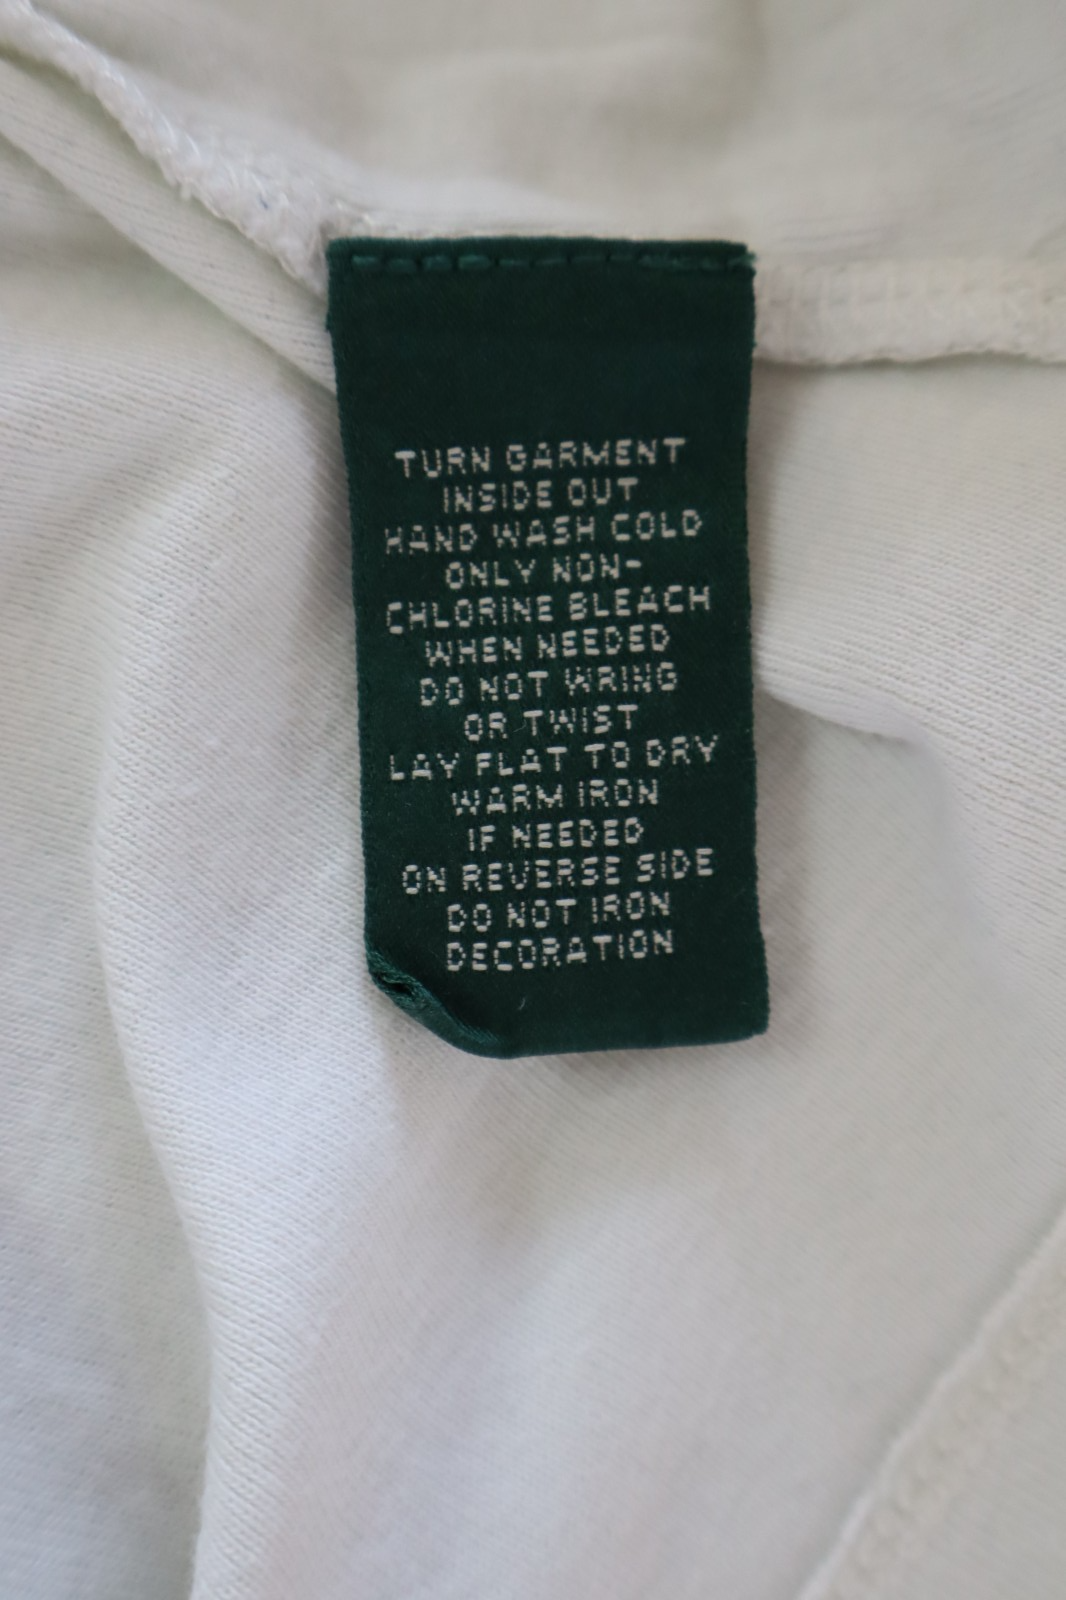 TURN GARMENT
INSIDE OUT
HAND WASH COLD
ONLY NON-
CHLORINE BLEACH
WHEN NEEDED
DO NOT WRING
OR TWIST
LAY FLAT TO DRY
WARM IRON
IF NEEDED
ON REVERSE SIDE
DO NOT IRON
DECORATION